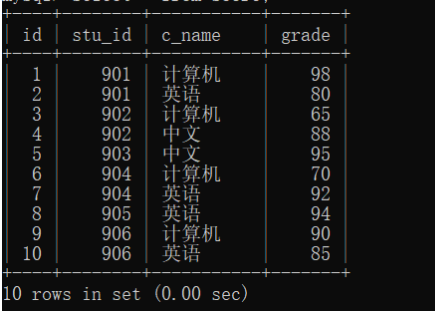 id stu_id c_name grade
1 901 计算机 98
2 901 英语 80
3 902 计算机 65
4 902 中文 88
5 903 中文 95
6 904 计算机 70
7 904 英语 92
8 905 英语 94
9 906 计算机 90
10 906 英语 85
10 rows in set (0.00 sec)